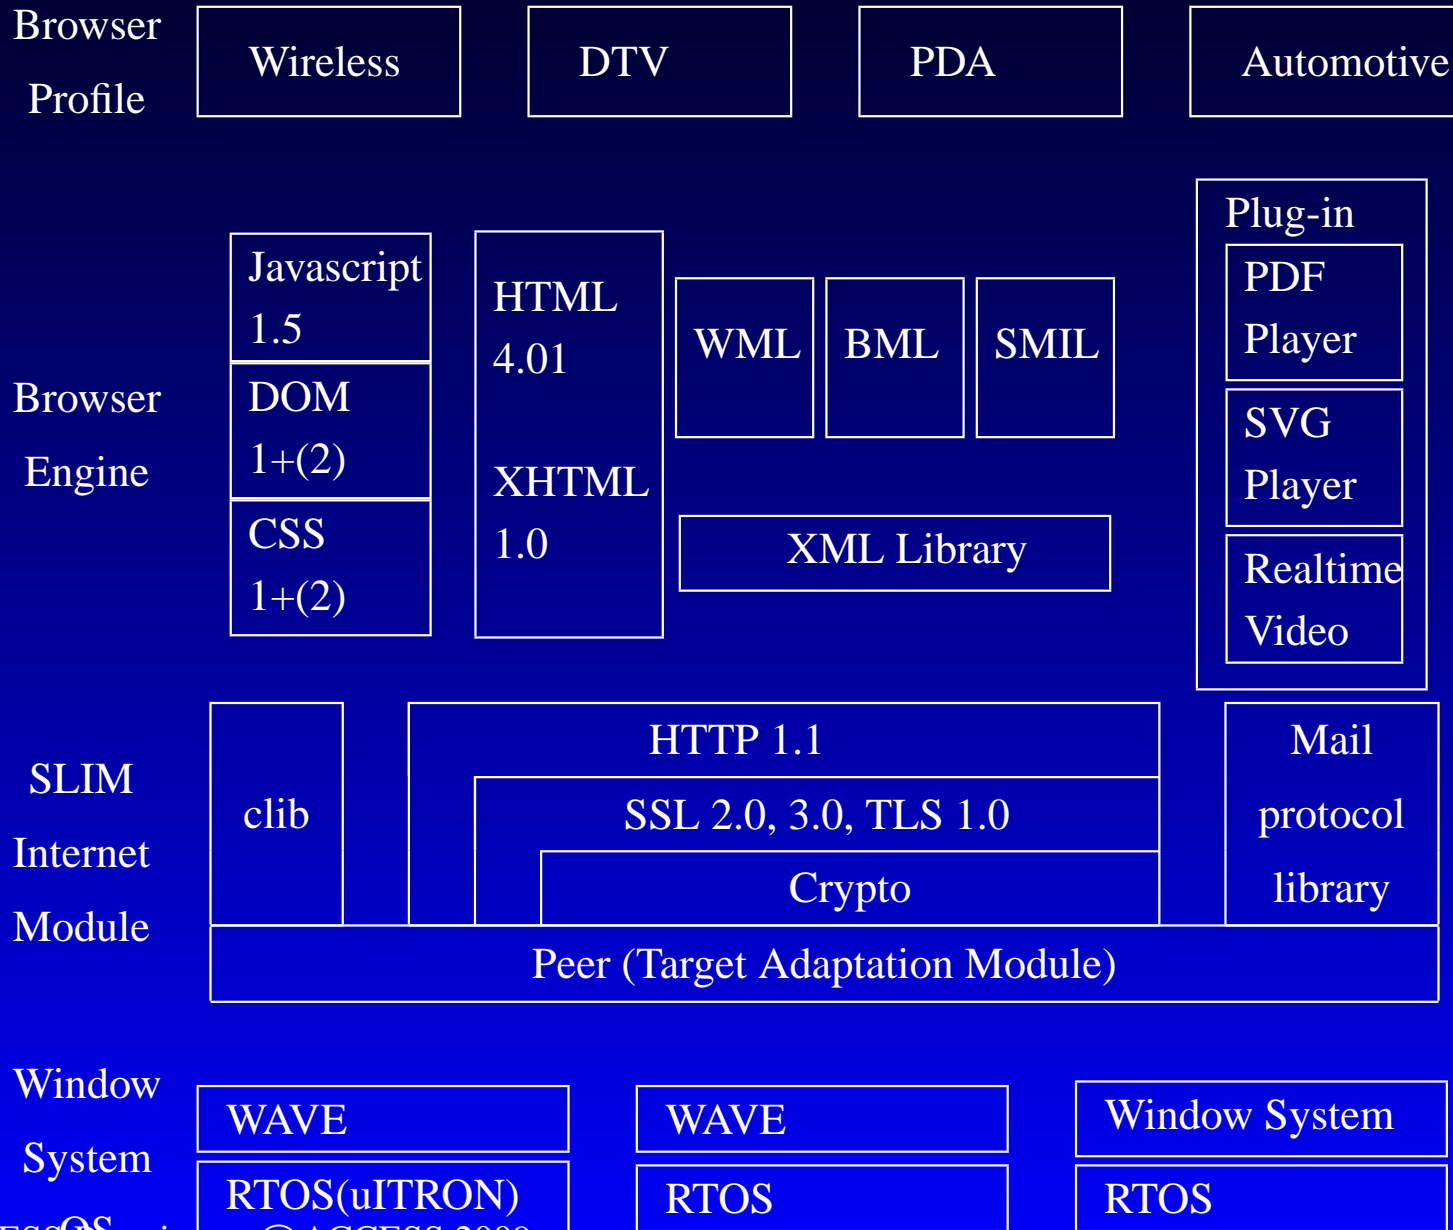 Browser
Profile
Wireless
DTV
PDA
Automotive
Browser
Engine
Javascript
1.5
DOM
1+(2)
CSS
1+(2)
HTML
4.01
XHTML
1.0
WML
BML
SMIL
XML Library
Plug-in
PDF
Player
SVG
Player
Realtime
Video
SLIM
Internet
Module
clib
HTTP 1.1
SSL 2.0, 3.0, TLS 1.0
Crypto
Mail
protocol
library
Peer (Target Adaptation Module)
Window
System
OS
WAVE
RTOS(uITRON)
WAVE
RTOS
Window System
RTOS